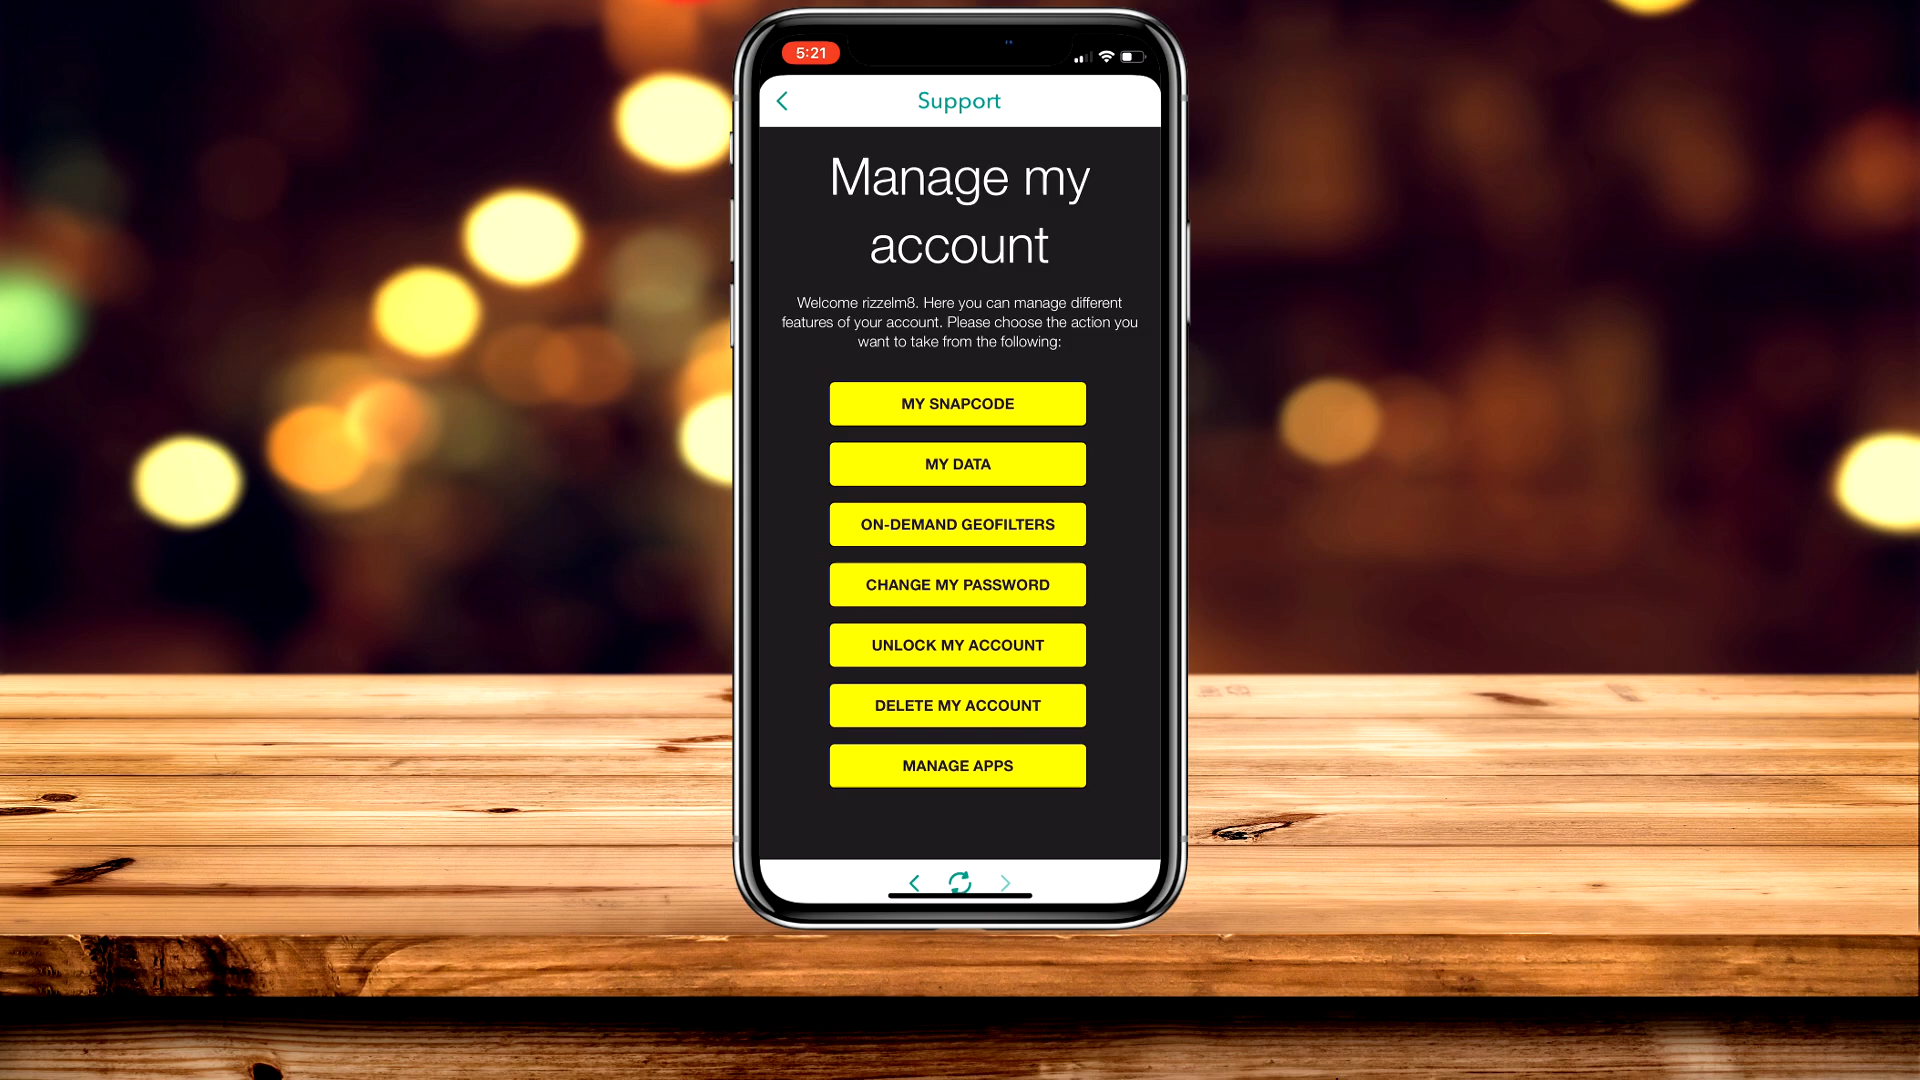 5:21
Support
Manage my
account
Welcome rizzelm8. Here you can manage different
features of your account. Please choose the action you
want to take from the following:
MY SNAPCODE
MY DATA
ON-DEMAND GEOFILTERS
CHANGE MY PASSWORD
UNLOCK MY ACCOUNT
DELETE MY ACCOUNT
MANAGE APPS